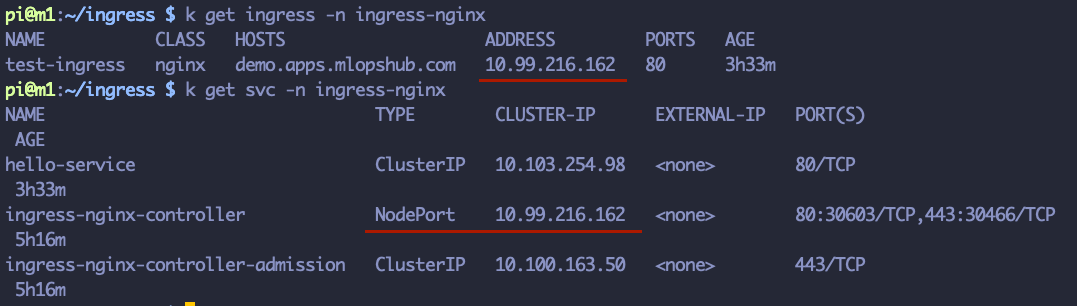 pi@m1:~/ingress $ k get ingress -n ingress-nginx
NAME CLASS HOSTS ADDRESS PORTS AGE
test-ingress nginx demo.apps.mlopshub.com 10.99.216.162 80 3h33m
pi@m1:~/ingress $ k get svc -n ingress-nginx
NAME TYPE CLUSTER-IP EXTERNAL-IP PORT(S)
AGE
hello-service ClusterIP 10.103.254.98 <none> 80/TCP
3h33m
ingress-nginx-controller NodePort 10.99.216.162 <none> 80:30603/TCP,443:30466/TCP
5h16m
ingress-nginx-controller-admission ClusterIP 10.100.163.50 <none> 443/TCP
5h16m